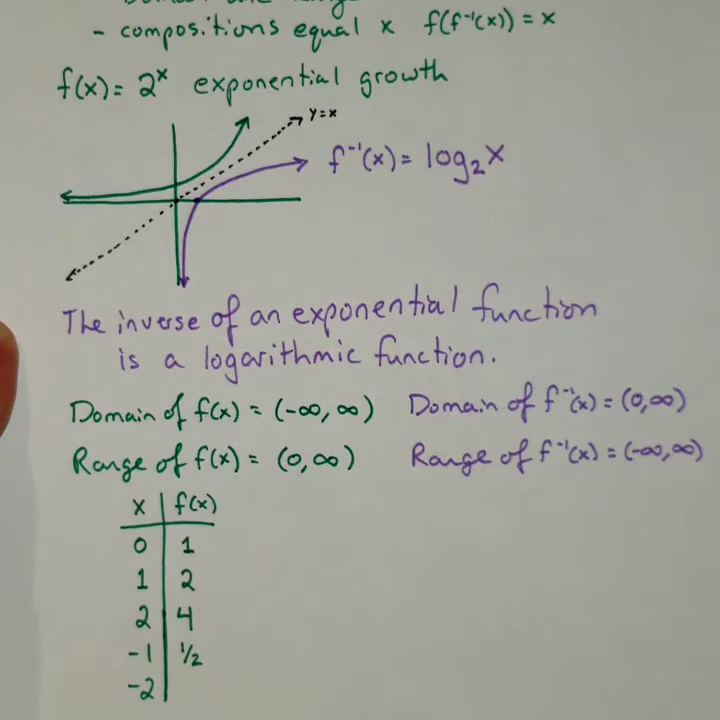 - compositions equal x f(f⁻¹(x)) = x
f(x) = 2ˣ exponential growth
y=x
f⁻¹(x) = log₂x
The inverse of an exponential function
is a logarithmic function.
Domain of f(x) = (-∞, ∞) Domain of f⁻¹(x) = (0, ∞)
Range of f(x) = (0, ∞) Range of f⁻¹(x) = (-∞, ∞)
x f(x)
0 1
1 2
2 4
-1 ½
-2